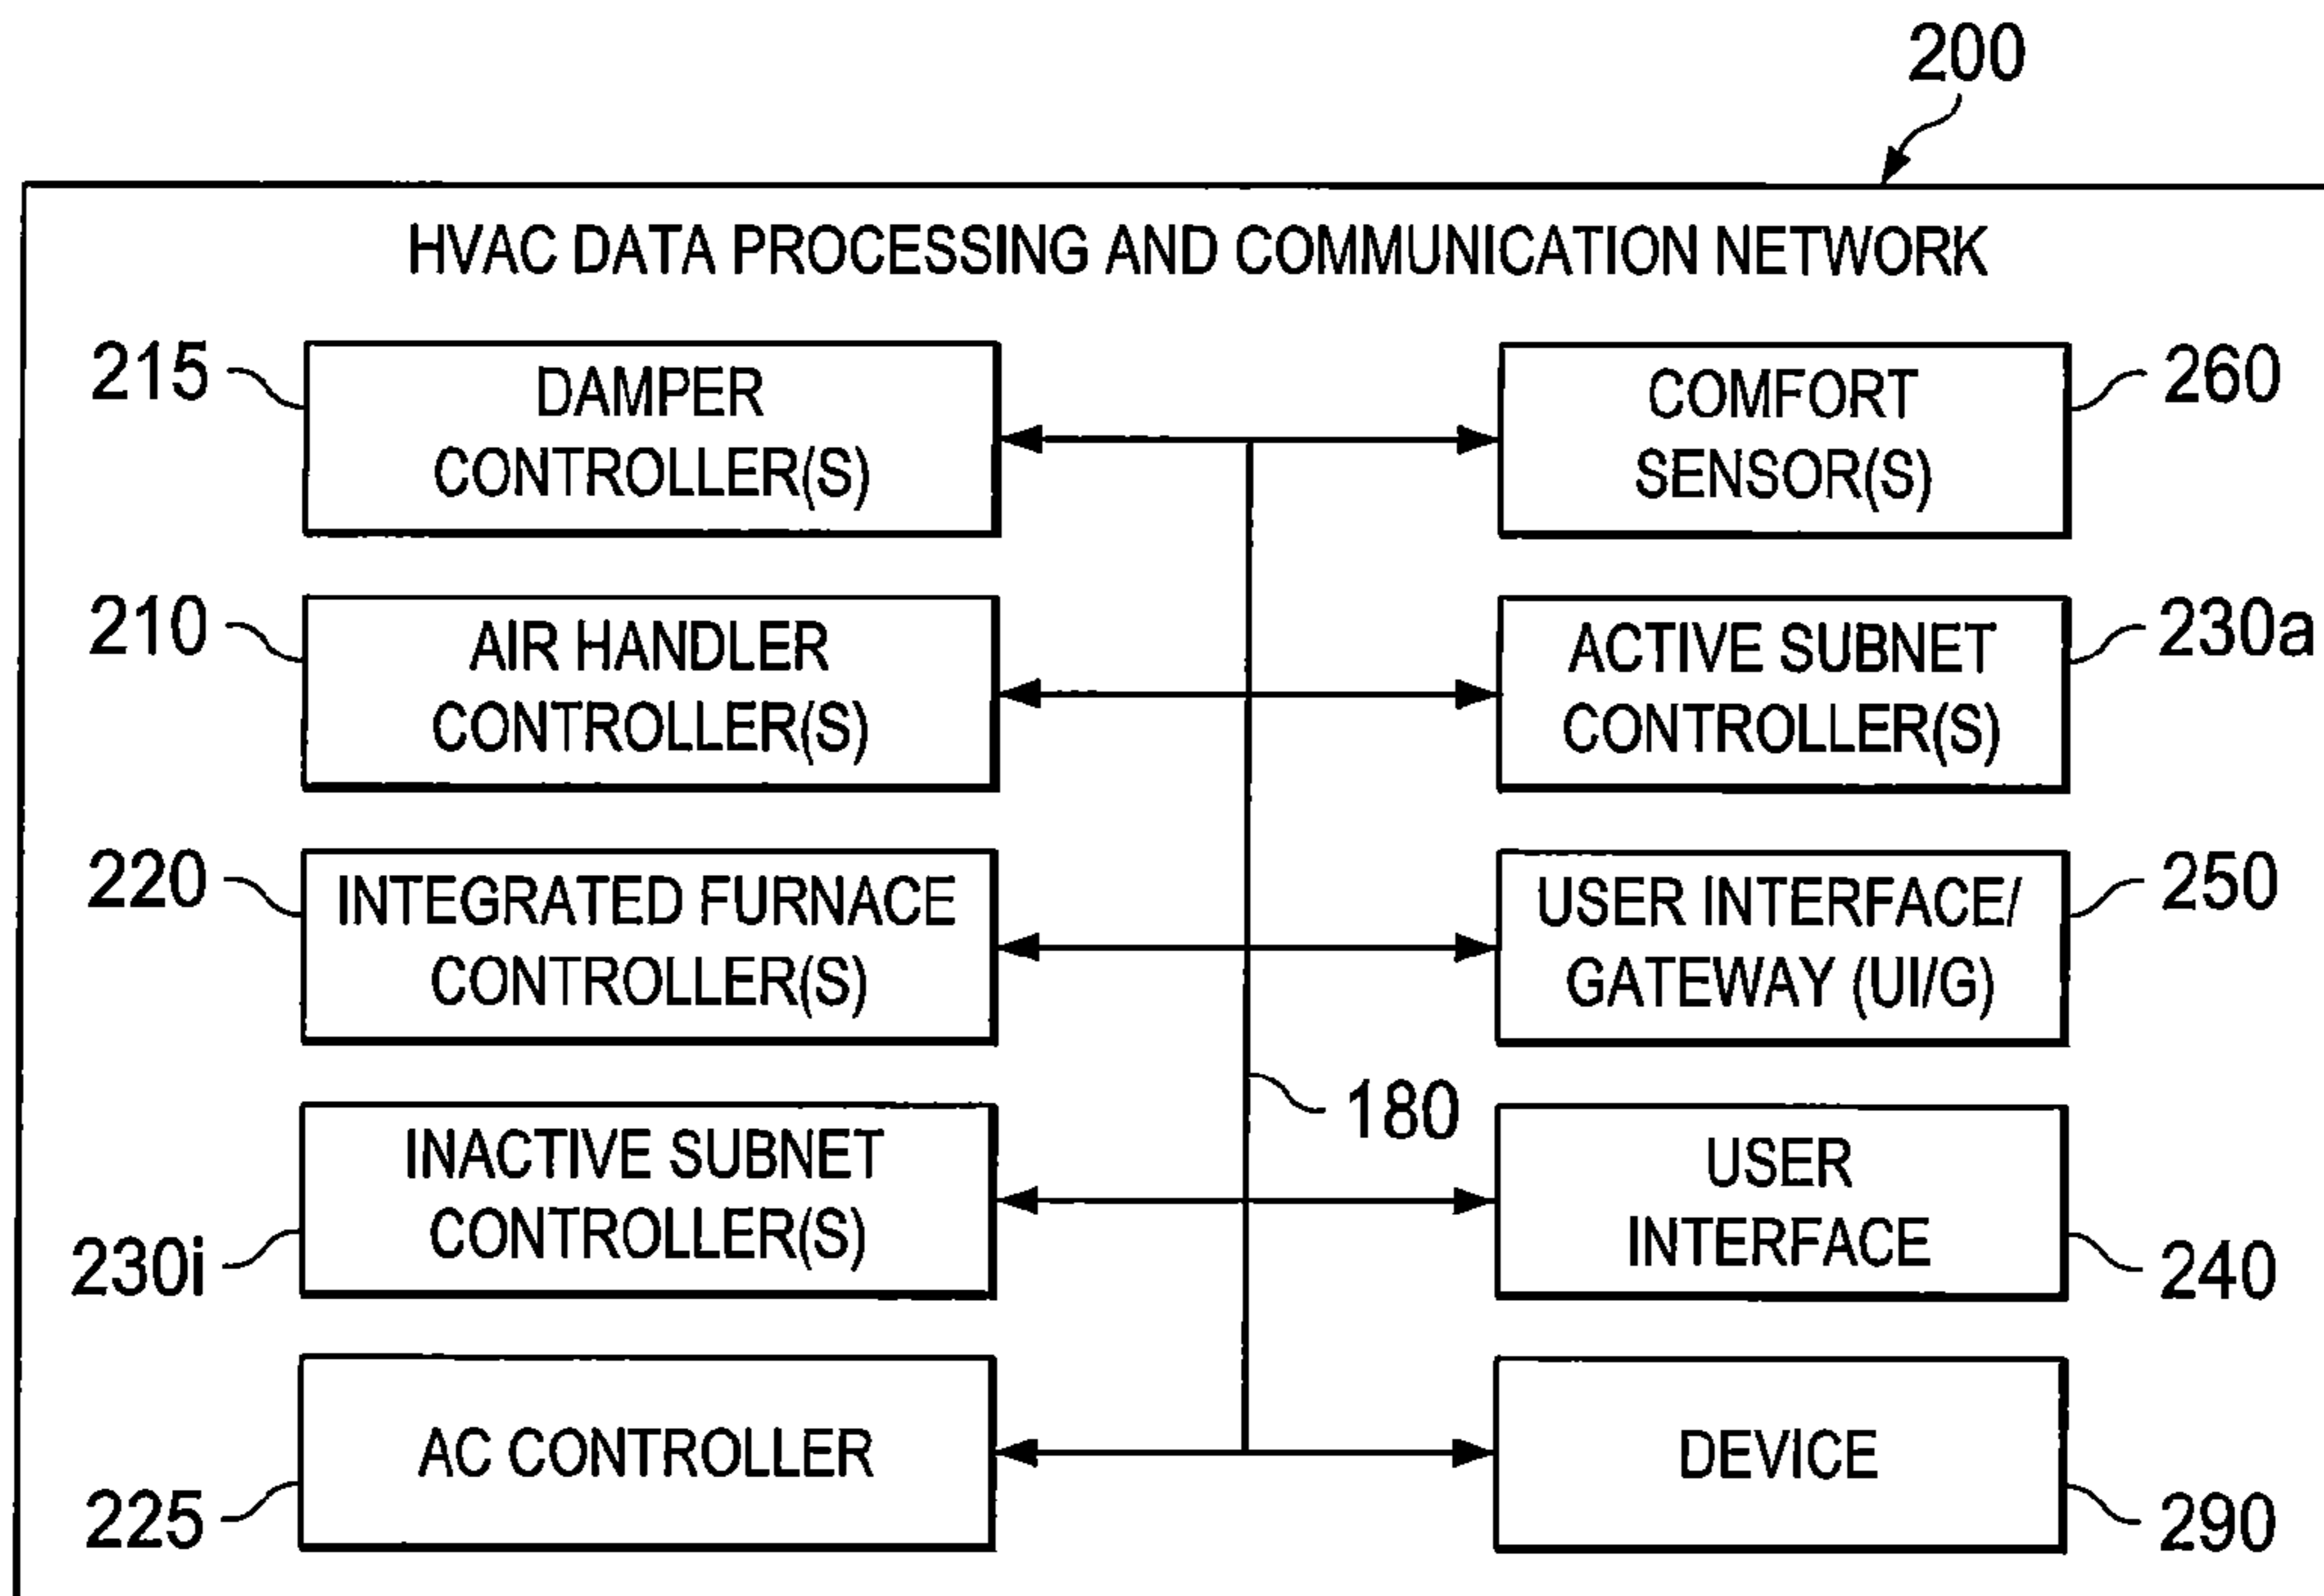 200
HVAC DATA PROCESSING AND COMMUNICATION NETWORK
215
DAMPER
CONTROLLER(S)
COMFORT
SENSOR(S)
260
210
AIR HANDLER
CONTROLLER(S)
ACTIVE SUBNET
CONTROLLER(S)
230a
220
INTEGRATED FURNACE
CONTROLLER(S)
USER INTERFACE/
GATEWAY (UI/G)
250
180
INACTIVE SUBNET
CONTROLLER(S)
230i
USER
INTERFACE
240
AC CONTROLLER
225
DEVICE
290